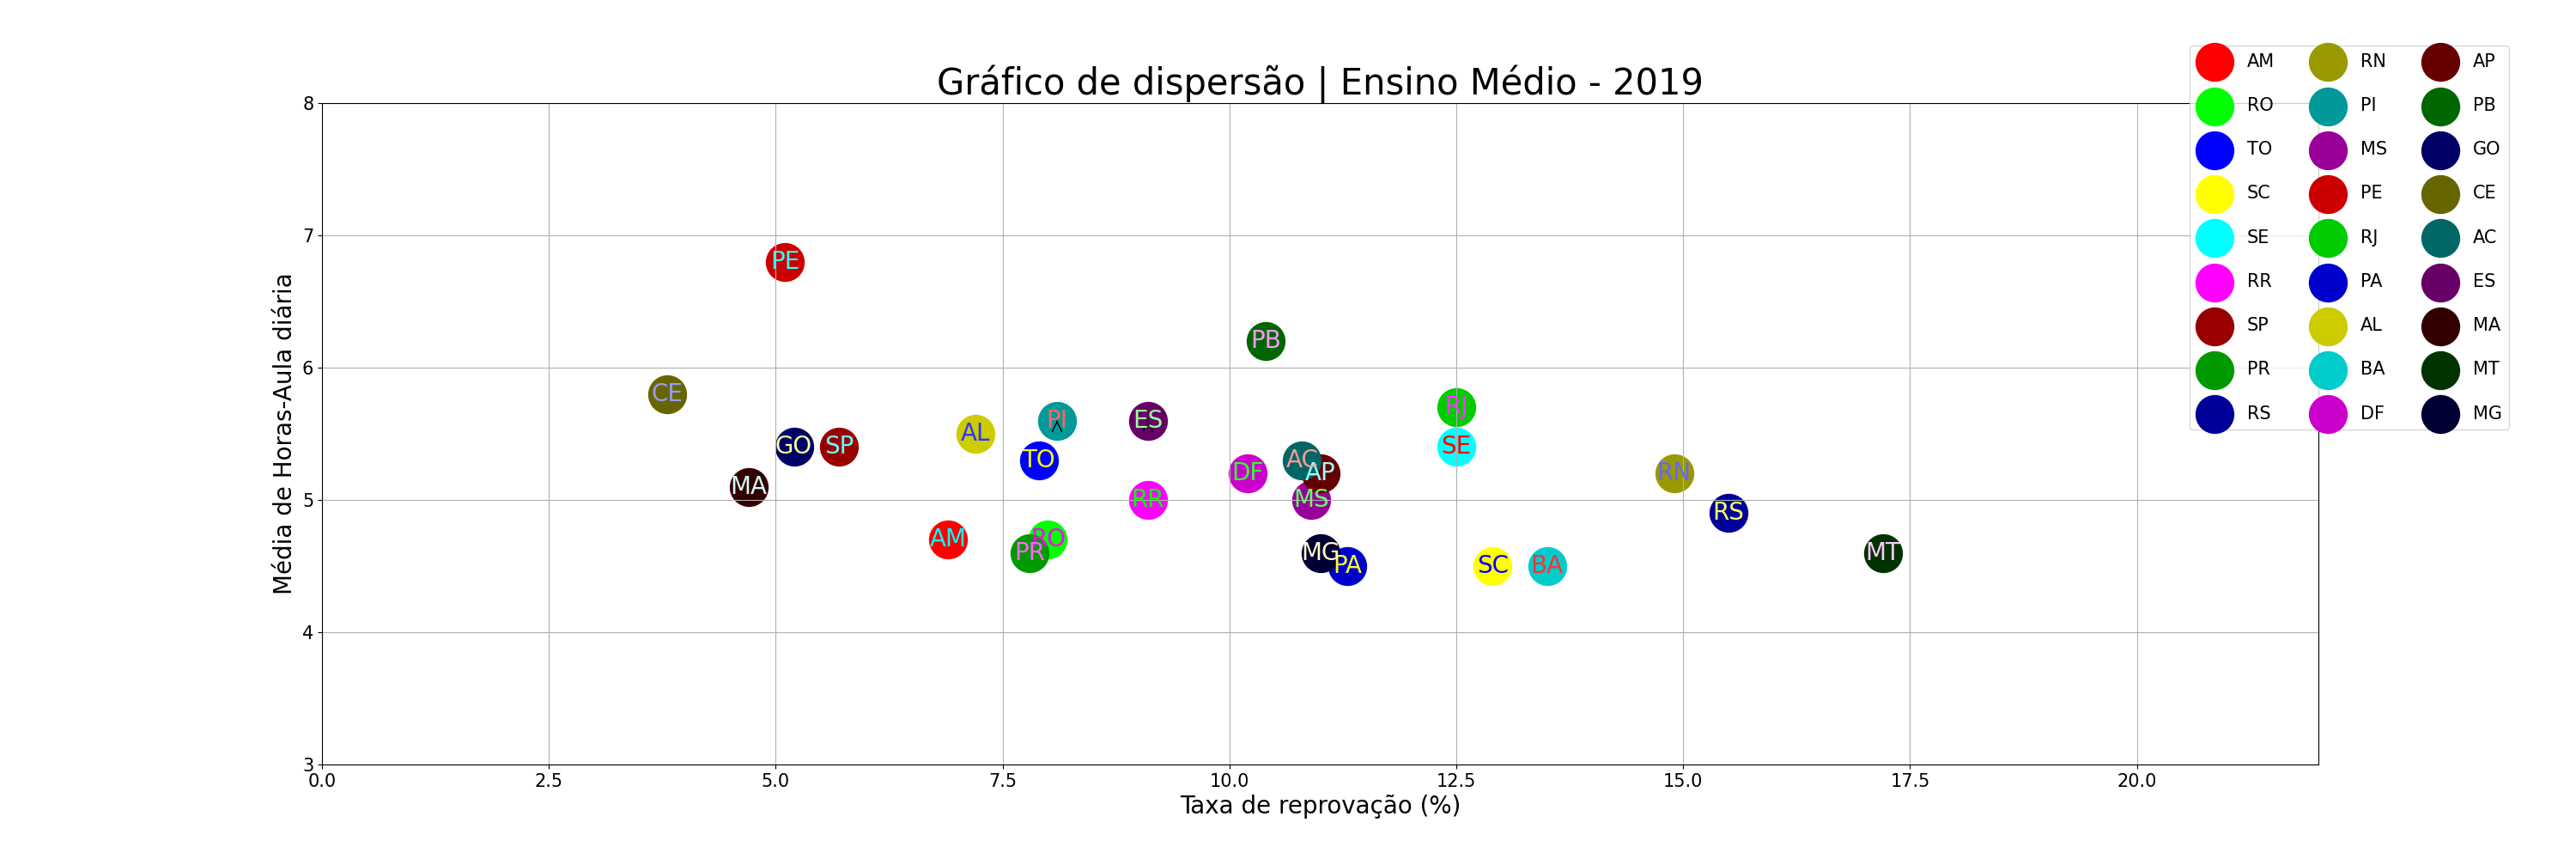 Gráfico de dispersão | Ensino Médio - 2019
AM RN AP
RO PI PB
TO MS GO
SC PE CE
SE RJ AC
RR PA ES
SP AL MA
PR BA MT
RS DF MG
Média de Horas-Aula diária
8
7
6
5
4
3
PE
PB
CE
RJ
PI ES
AL
GO SP SE
TO AC
DF AP RN
MA
RR MS
RS
AM RO
PR MG MT
PA SC BA
0.0 2.5 5.0 7.5 10.0 12.5 15.0 17.5 20.0
Taxa de reprovação (%)